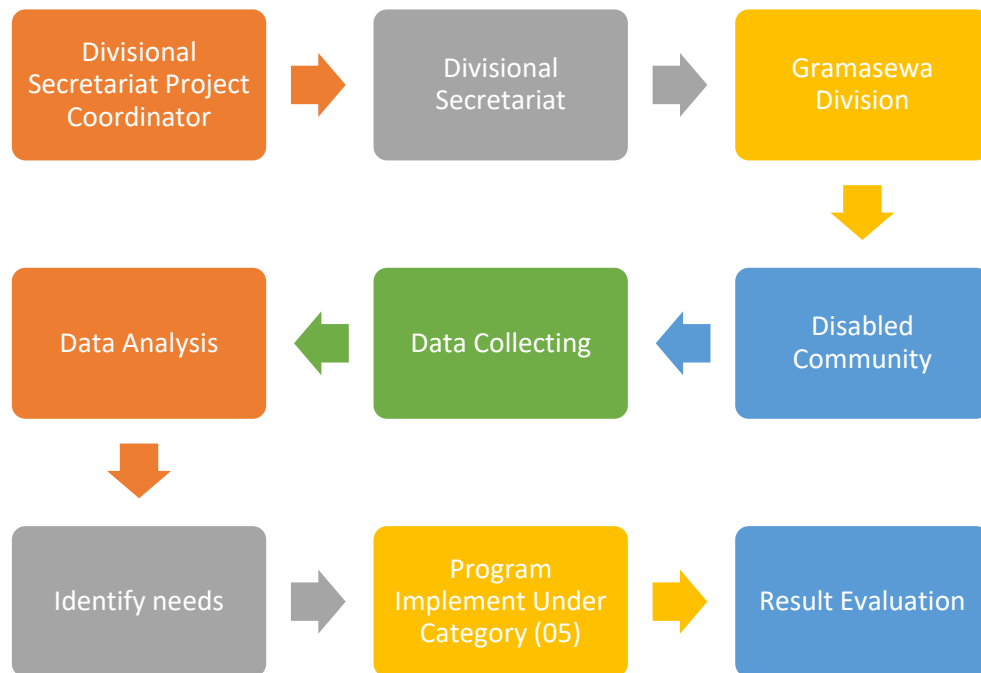 Divisional
Secretariat Project
Coordinator
Divisional
Secretariat
Gramasewa
Division
Disabled
Community
Data Collecting
Data Analysis
Identify needs
Program
Implement Under
Category (05)
Result Evaluation